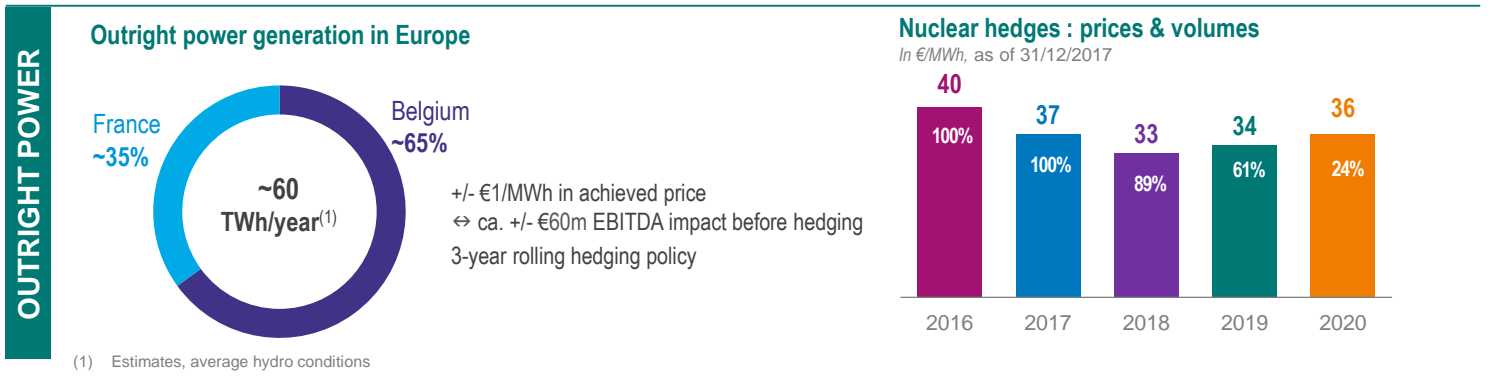 OUTRIGHT POWER
Outright power generation in Europe
France
~35%
Belgium
~65%
~60
TWh/year(1)
+/- €1/MWh in achieved price
↔ ca. +/- €60m EBITDA impact before hedging
3-year rolling hedging policy
(1) Estimates, average hydro conditions
Nuclear hedges : prices & volumes
In €/MWh, as of 31/12/2017
40
37
33
34
36
100%
100%
89%
61%
24%
2016
2017
2018
2019
2020